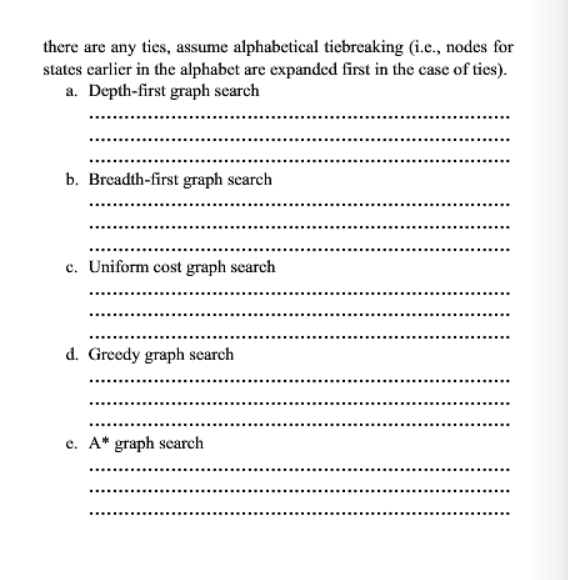 there are any ties, assume alphabetical tiebreaking (i.e., nodes for
states earlier in the alphabet are expanded first in the case of ties).
a. Depth-first graph search
b. Breadth-first graph search
c. Uniform cost graph search
d. Greedy graph search
e. A* graph search